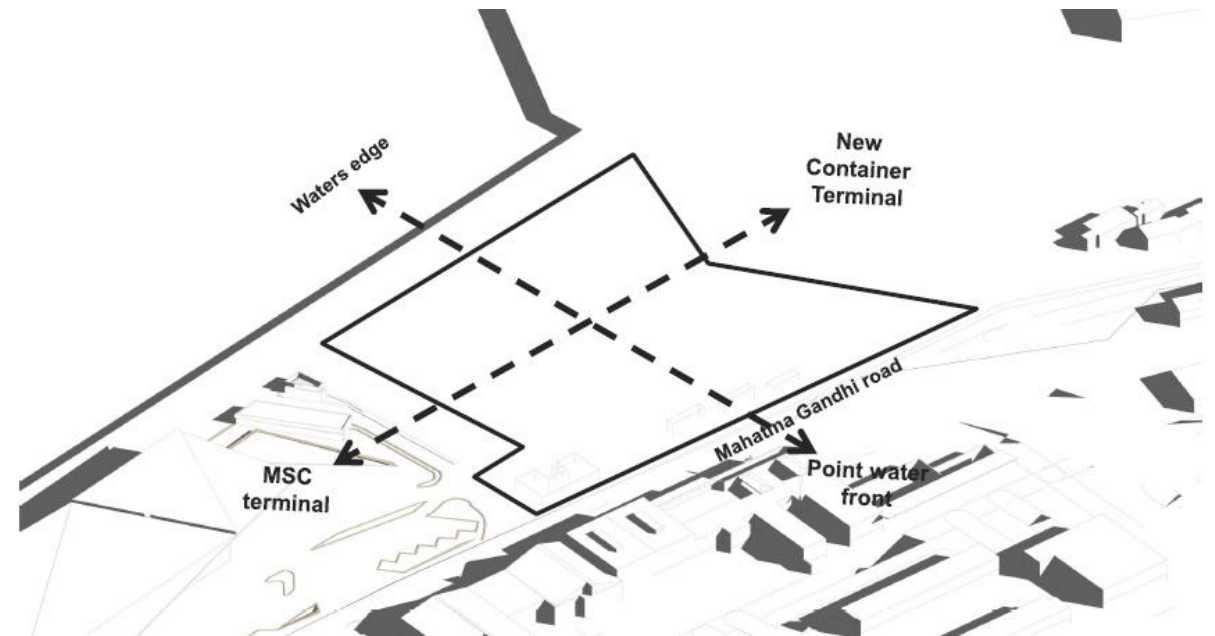 Waters edge
New
Container
Terminal
Mahatma Gandhi road
MSC
terminal
Point water
front